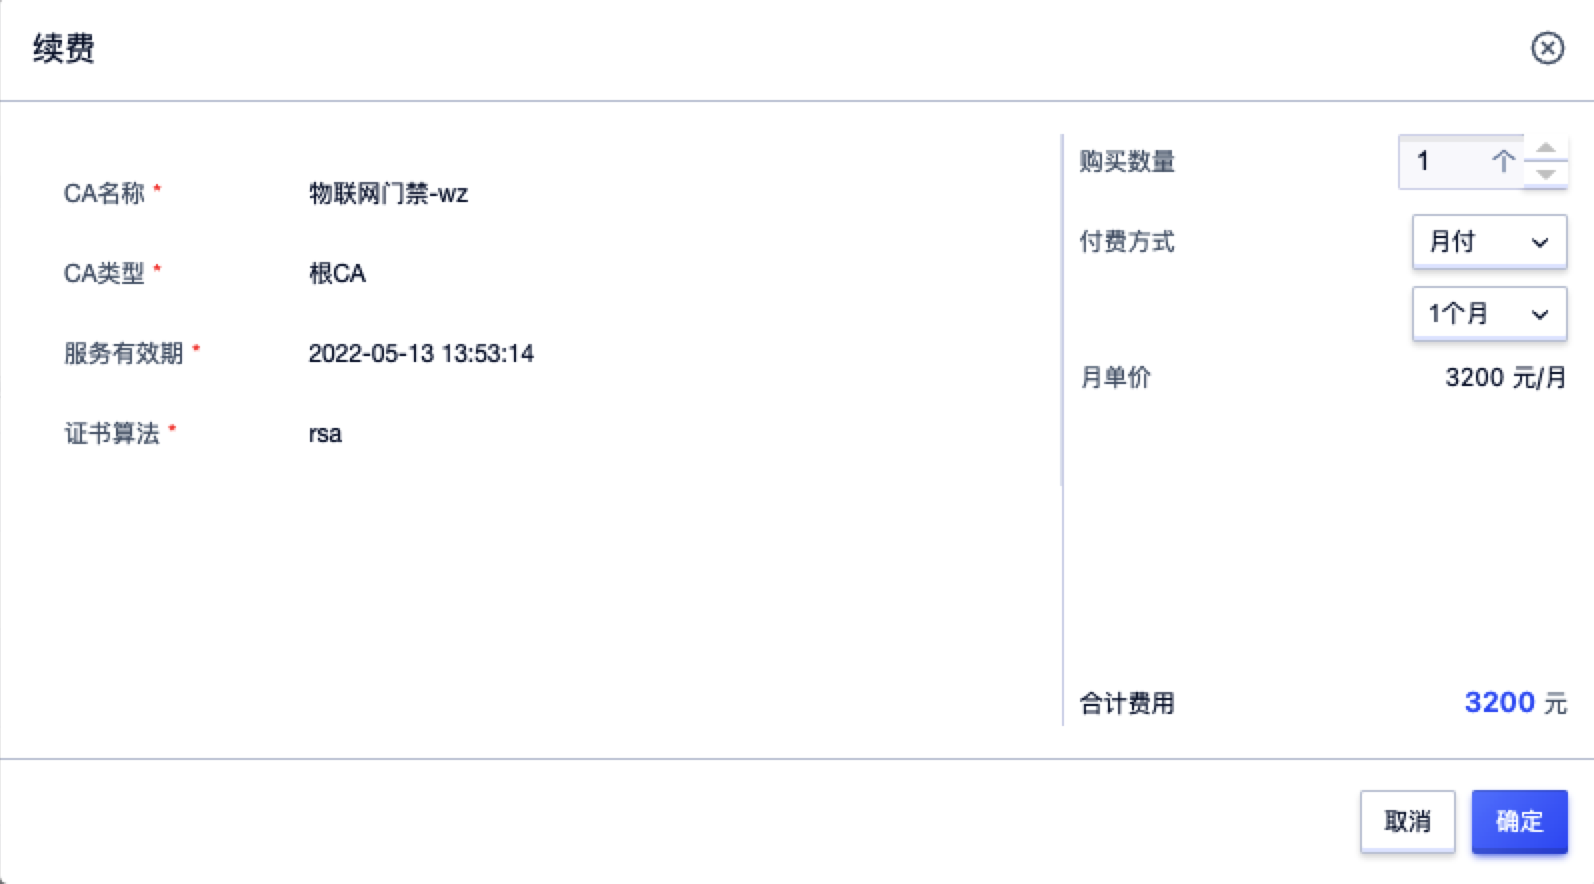 续费
CA名称 *
物联网门禁-wz
CA类型 *
根CA
服务有效期 *
2022-05-13 13:53:14
证书算法 *
rsa
购买数量
1 个
付费方式
月付
1个月
月单价
3200 元/月
合计费用
3200 元
取消
确定